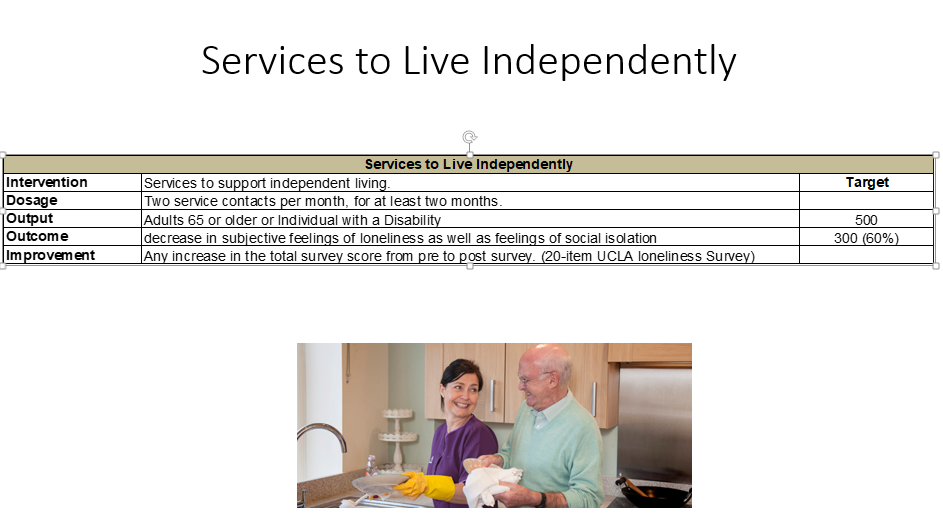 Services to Live Independently
Services to Live Independently
Intervention Services to support independent living. Target
Dosage Two service contacts per month, for at least two months.
Output Adults 65 or older or Individual with a Disability 500
Outcome decrease in subjective feelings of loneliness as well as feelings of social isolation 300 (60%)
Improvement Any increase in the total survey score from pre to post survey. (20-item UCLA loneliness Survey)